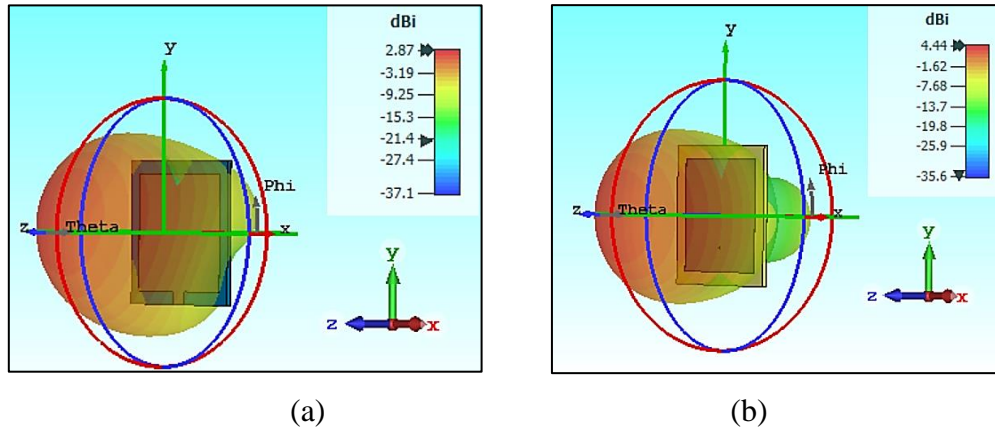 dBi
2.87
-3.19
-9.25
-15.3
-21.4
-27.4
-37.1
y
Phi
z
Theta
x
y
z
x
(a)
dBi
4.44
-1.62
-7.68
-13.7
-19.8
-25.9
-35.6
y
Phi
z
Theta
x
y
z
x
(b)